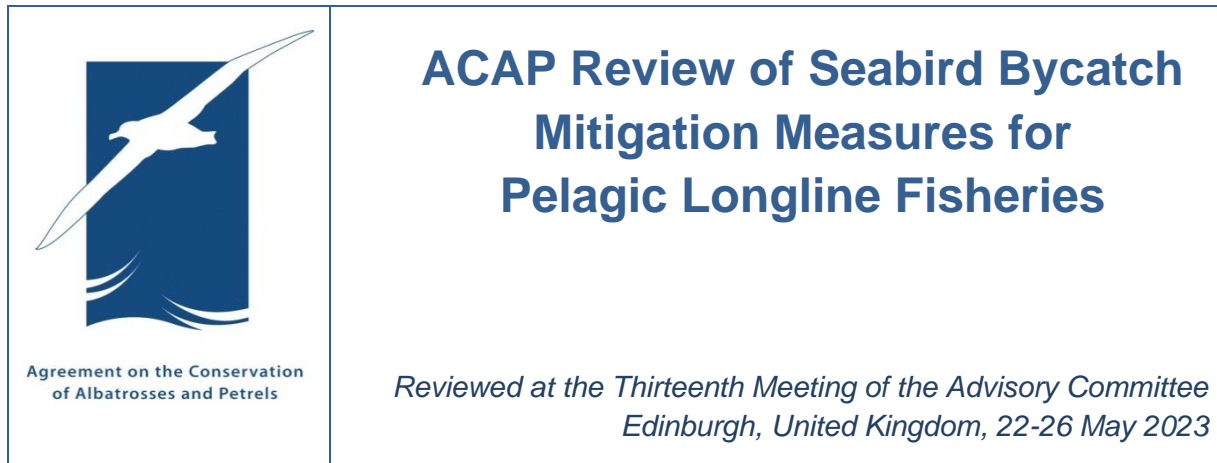 Agreement on the Conservation
of Albatrosses and Petrels
ACAP Review of Seabird Bycatch
Mitigation Measures for
Pelagic Longline Fisheries
Reviewed at the Thirteenth Meeting of the Advisory Committee
Edinburgh, United Kingdom, 22-26 May 2023